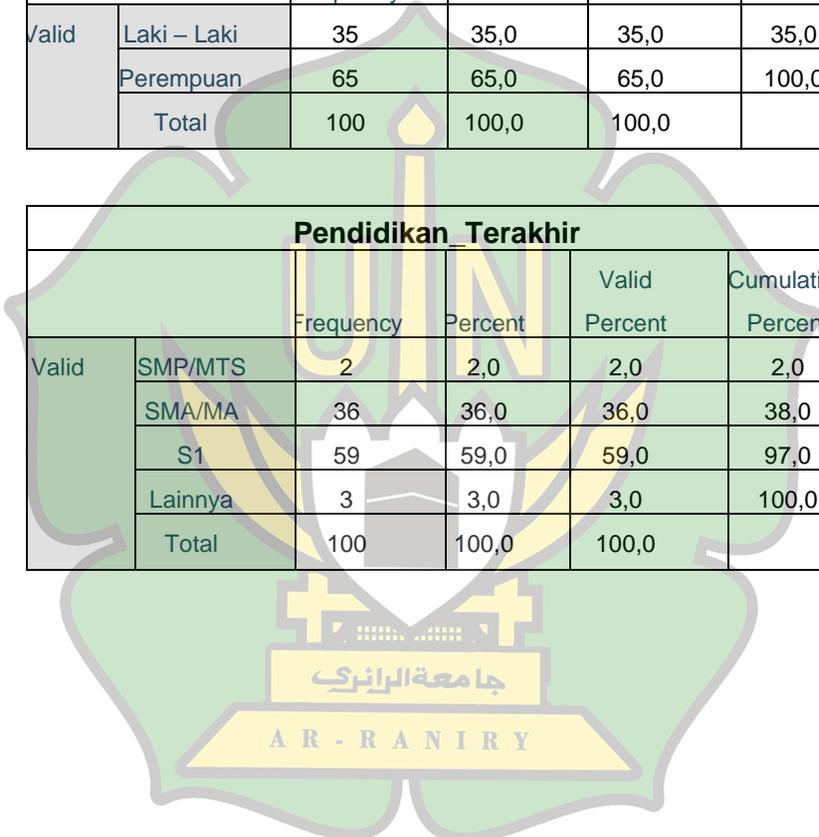 Valid Laki – Laki 35 35,0 35,0 35,0
Perempuan 65 65,0 65,0 100,0
Total 100 100,0 100,0
Pendidikan_Terakhir
Frequency Percent Valid Percent Cumulati Percen
Valid SMP/MTS 2 2,0 2,0 2,0
SMA/MA 36 36,0 36,0 38,0
S1 59 59,0 59,0 97,0
Lainnya 3 3,0 3,0 100,0
Total 100 100,0 100,0
UIN
جامعةالرانري
AR-RANIRY